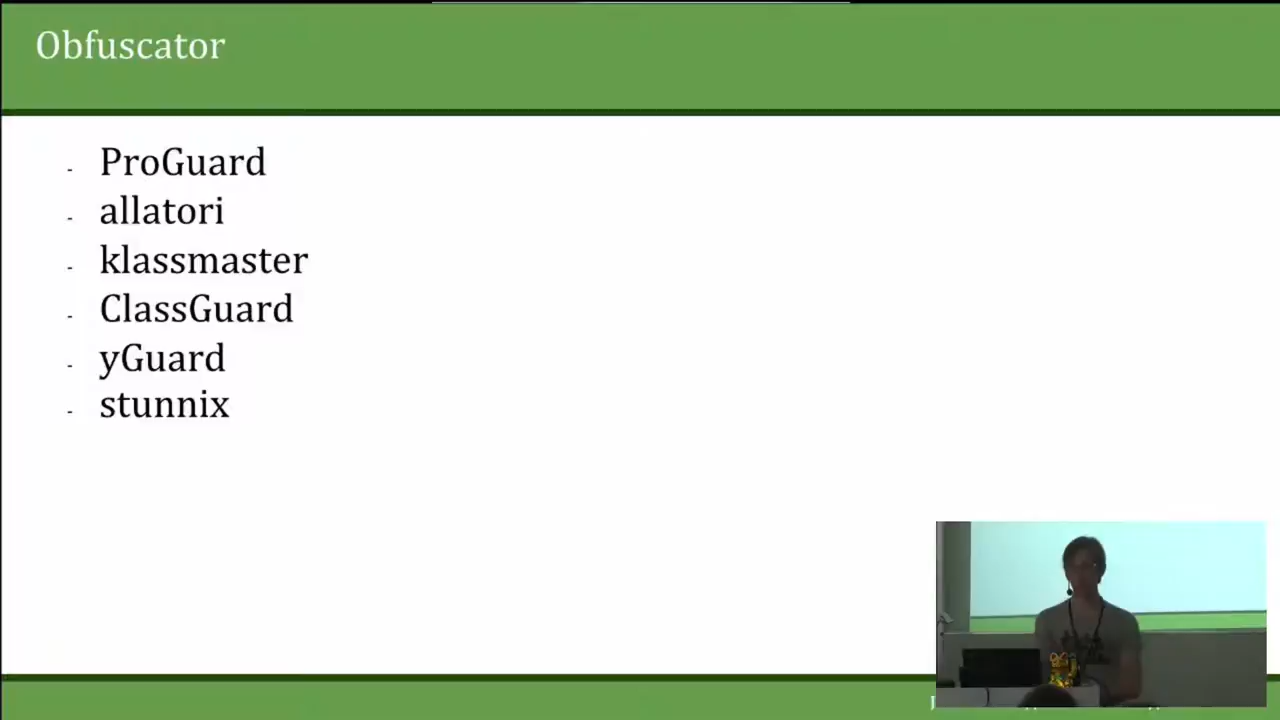 Obfuscator
- ProGuard
- allatori
- klassmaster
- ClassGuard
- yGuard
- stunnix